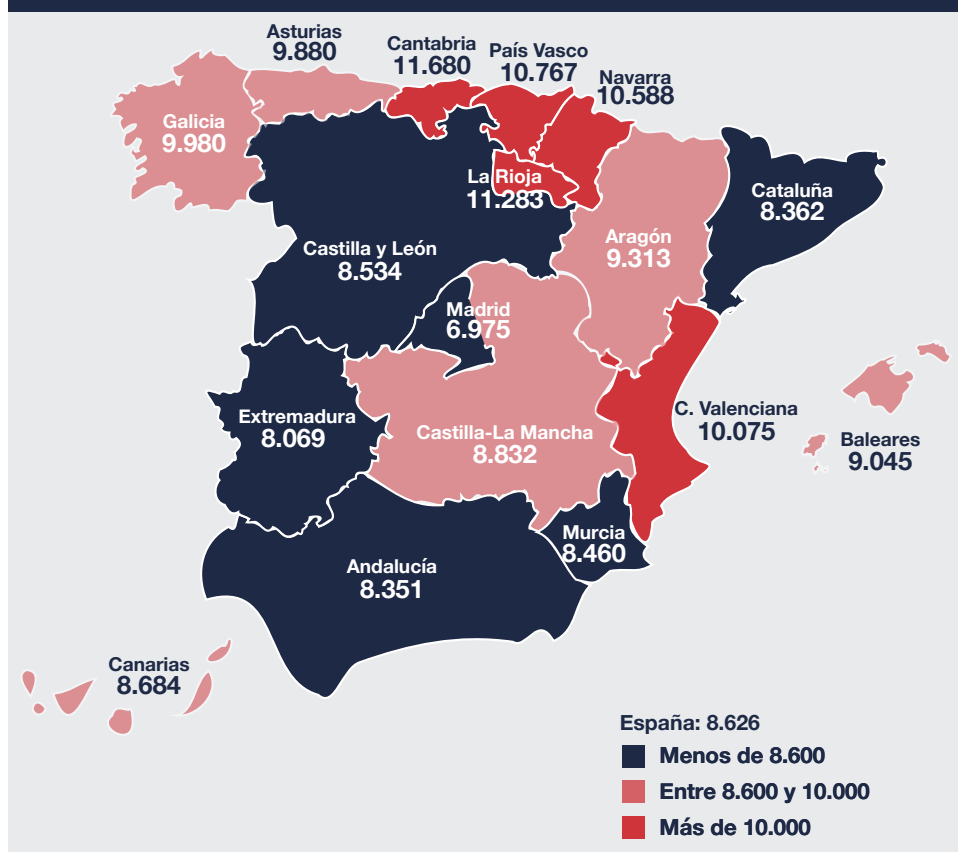 Asturias
9.880
Cantabria
11.680
País Vasco
10.767
Navarra
10.588
Galicia
9.980
La Rioja
11.283
Cataluña
8.362
Aragón
9.313
Castilla y León
8.534
Madrid
6.975
Extremadura
8.069
Castilla-La Mancha
8.832
C. Valenciana
10.075
Baleares
9.045
Murcia
8.460
Andalucía
8.351
Canarias
8.684
España: 8.626
Menos de 8.600
Entre 8.600 y 10.000
Más de 10.000